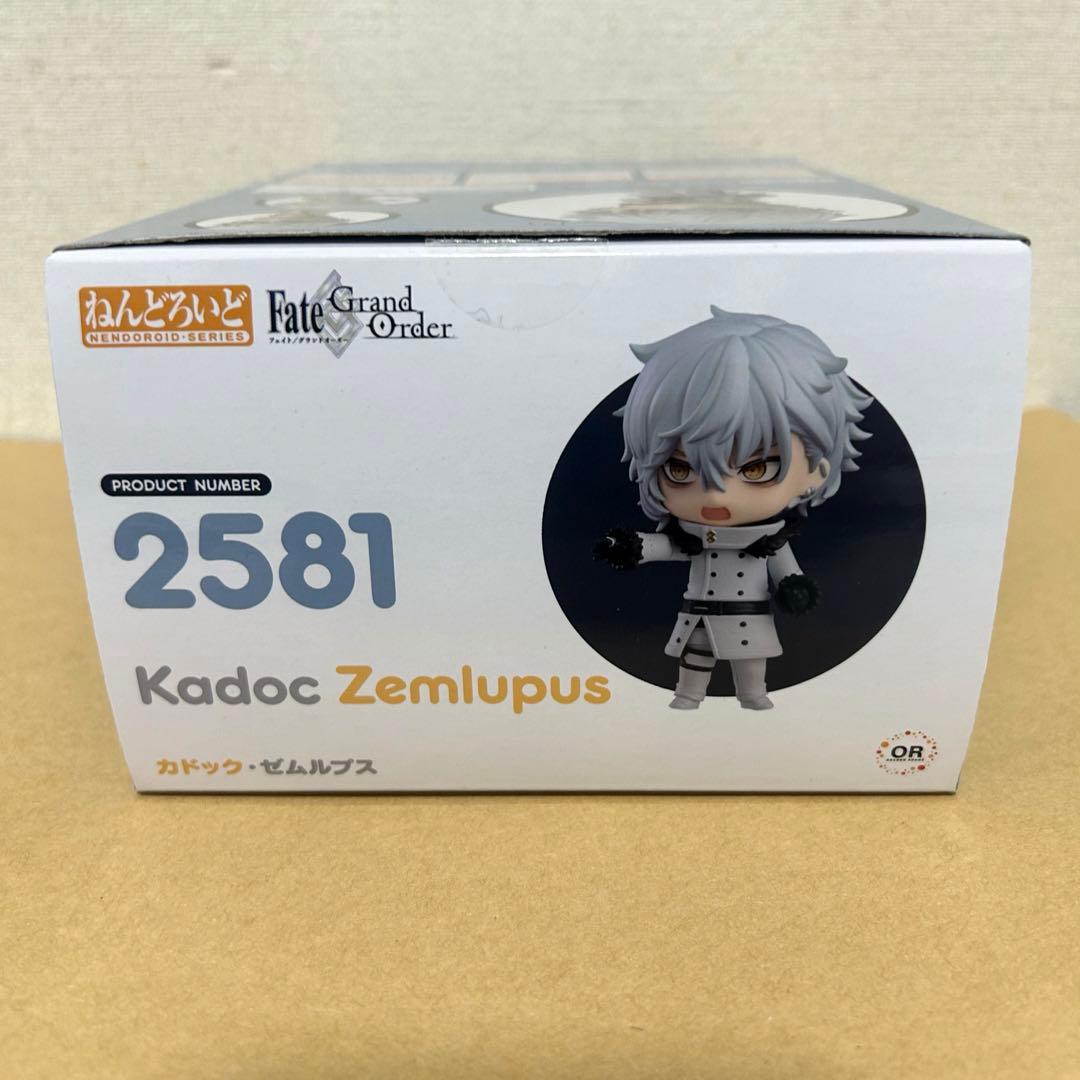 ねんどろいど
NENDOROID・SERIES
Fate Grand Order
フェイト/グランドオーダー
PRODUCT NUMBER
2581
Kadoc Zemlupus
カドック・ゼムルプス
OR
ORANGE ROUGE